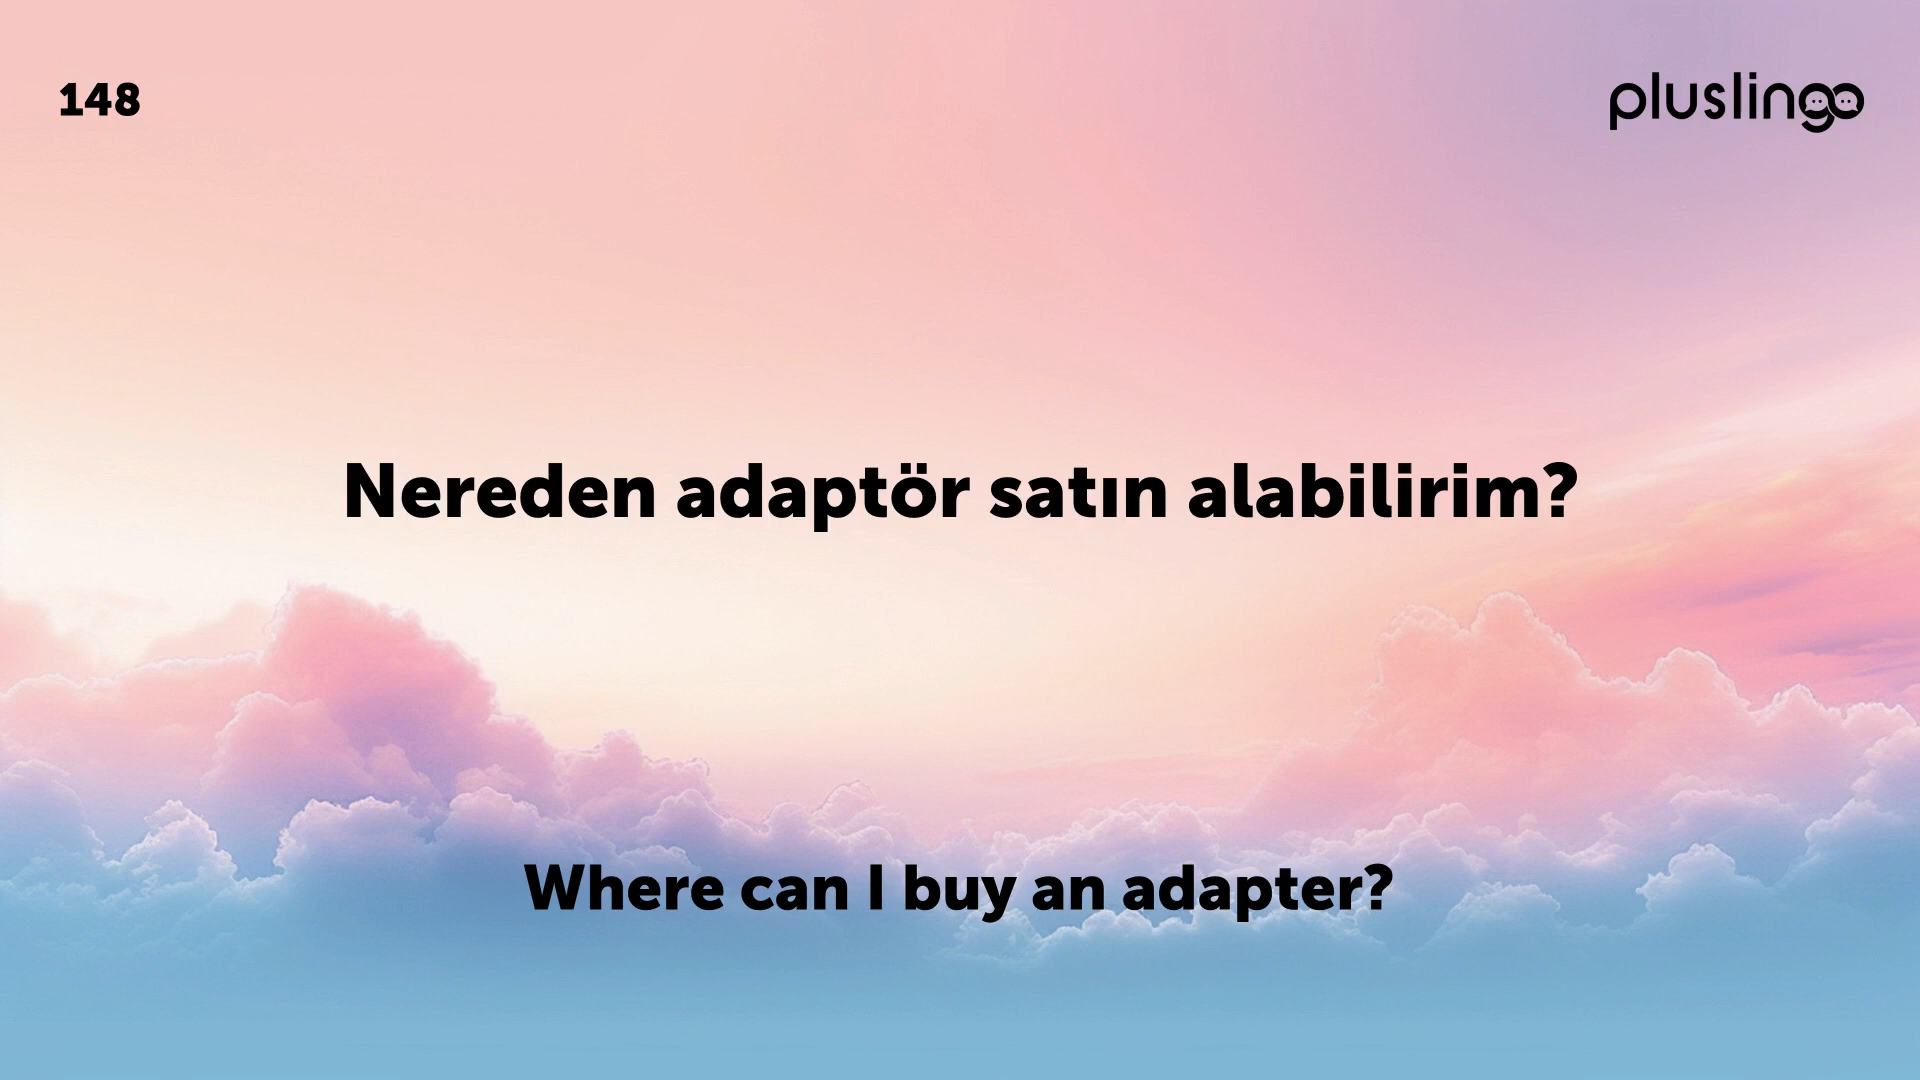 148
pluslingo
Nereden adaptör satın alabilirim?
Where can I buy an adapter?